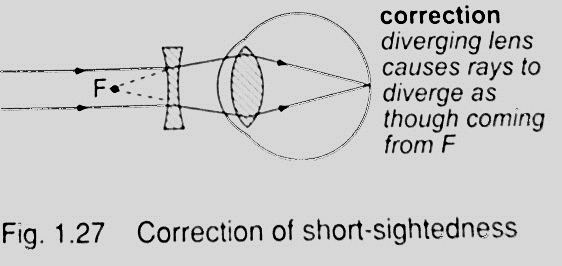 correction
diverging lens
causes rays to
diverge as
though coming
from F
F
Fig. 1.27 Correction of short-sightedness